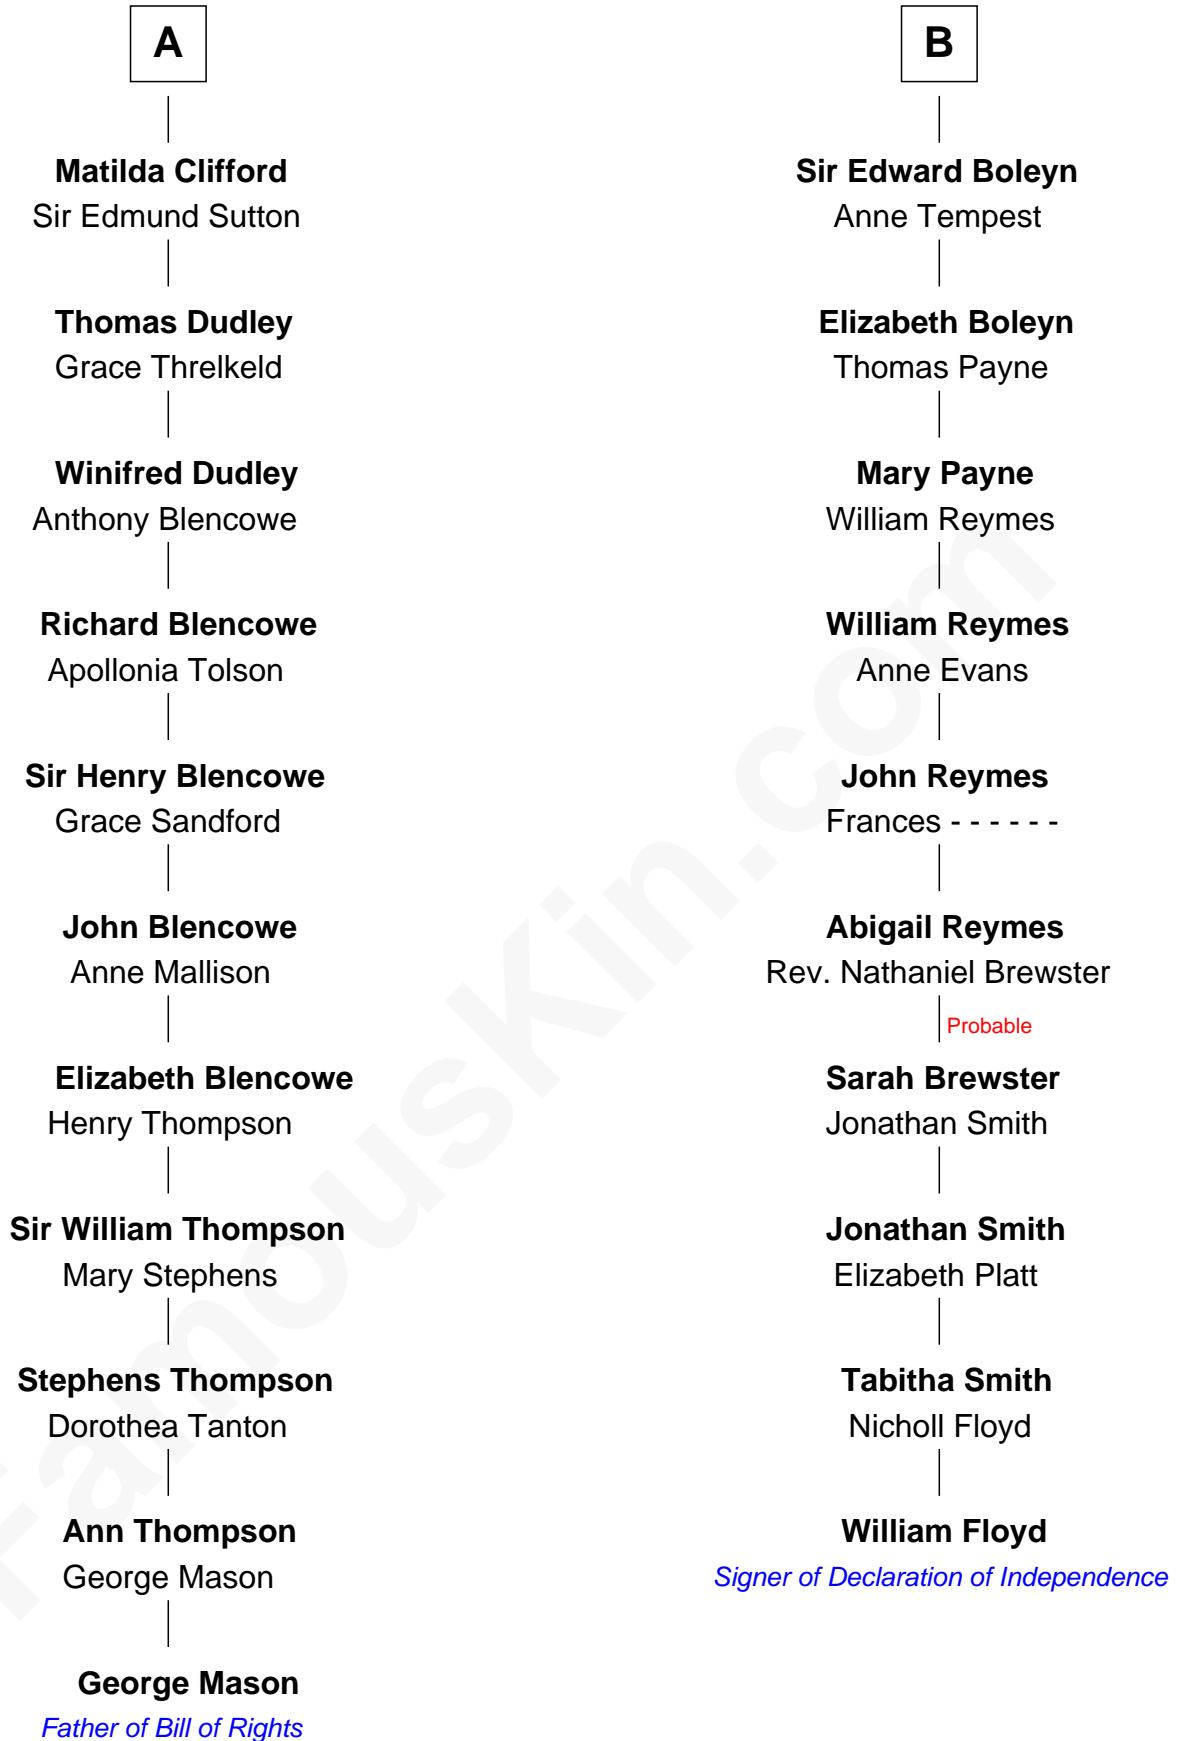 A
Matilda Clifford
Sir Edmund Sutton
Thomas Dudley
Grace Threlkeld
Winifred Dudley
Anthony Blencowe
Richard Blencowe
Apollonia Tolson
Sir Henry Blencowe
Grace Sandford
John Blencowe
Anne Mallison
Elizabeth Blencowe
Henry Thompson
Sir William Thompson
Mary Stephens
Stephens Thompson
Dorothea Tanton
Ann Thompson
George Mason
George Mason
Father of Bill of Rights
B
Sir Edward Boleyn
Anne Tempest
Elizabeth Boleyn
Thomas Payne
Mary Payne
William Reymes
William Reymes
Anne Evans
John Reymes
Frances - - - - - -
Abigail Reymes
Rev. Nathaniel Brewster
Probable
Sarah Brewster
Jonathan Smith
Jonathan Smith
Elizabeth Platt
Tabitha Smith
Nicholl Floyd
William Floyd
Signer of Declaration of Independence
FamousKin.com